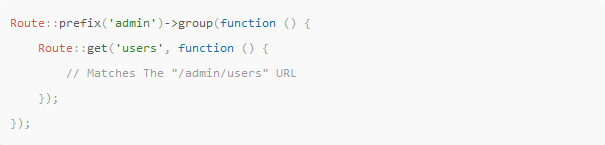 Route::prefix('admin')->group(function () {
    Route::get('users', function () {
        // Matches The "/admin/users" URL
    });
});